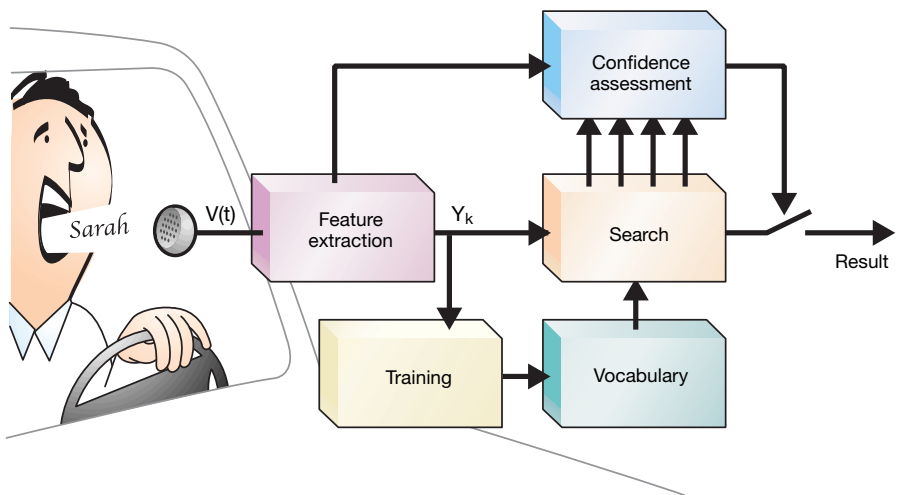 Confidence
assessment
Sarah
V(t)
Feature
extraction
Yk
Search
Result
Training
Vocabulary